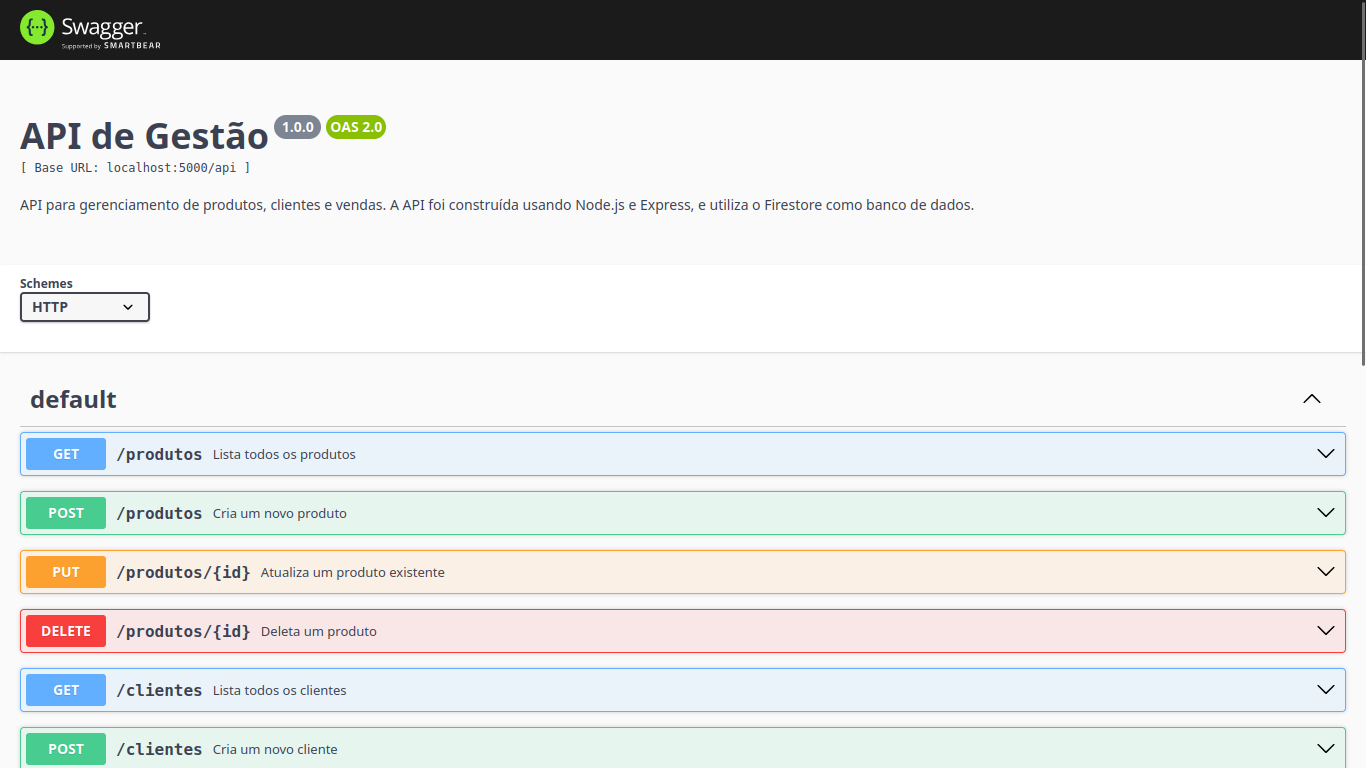 {··} Swagger
Supported by SMARTBEAR
API de Gestão 1.0.0 OAS 2.0
[ Base URL: localhost:5000/api ]
API para gerenciamento de produtos, clientes e vendas. A API foi construída usando Node.js e Express, e utiliza o Firestore como banco de dados.
Schemes
HTTP
default
GET /produtos Lista todos os produtos
POST /produtos Cria um novo produto
PUT /produtos/{id} Atualiza um produto existente
DELETE /produtos/{id} Deleta um produto
GET /clientes Lista todos os clientes
POST /clientes Cria um novo cliente